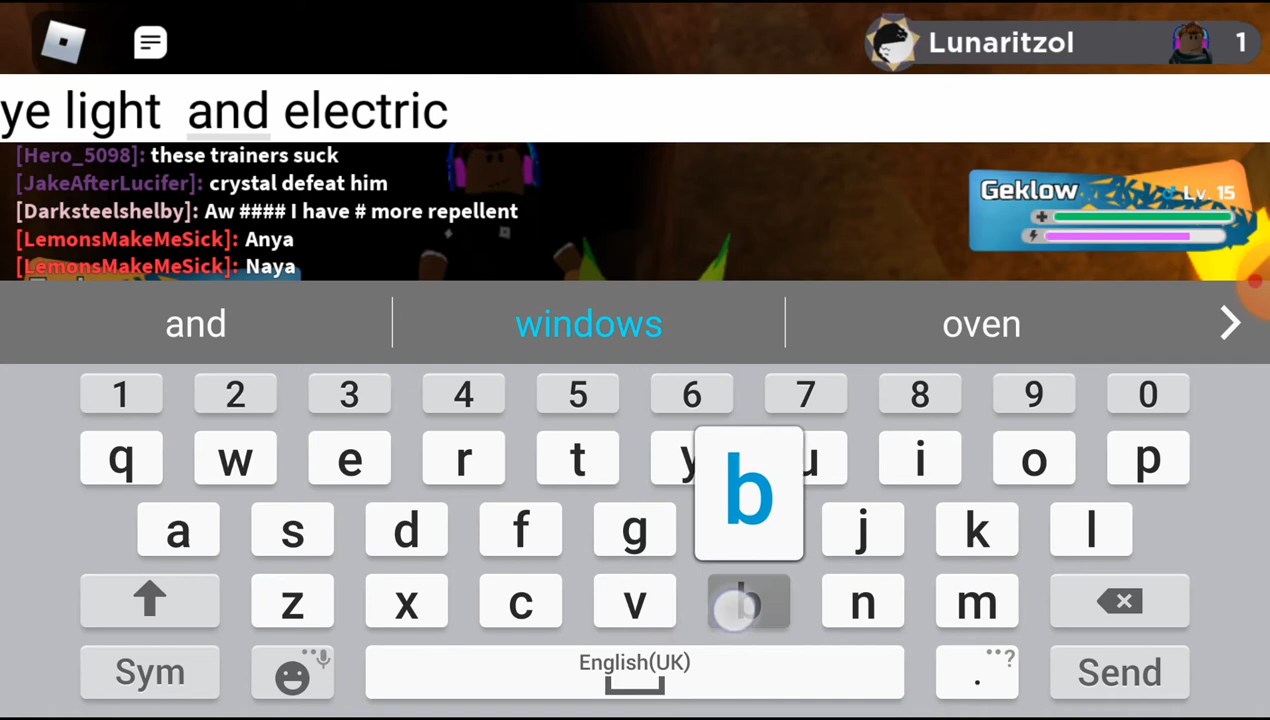 Lunaritzol 1
ye light  and electric
[Hero_5098]: these trainers suck
[JakeAfterLucifer]: crystal defeat him
[Darksteelshelby]: Aw #### I have # more repellent
[LemonsMakeMeSick]: Anya
[LemonsMakeMeSick]: Naya
Geklow Lv. 15
and windows oven
1 2 3 4 5 6 7 8 9 0
q w e r t y u i o p
a s d f g b j k l
z x c v b n m
Sym English(UK) . ...? Send